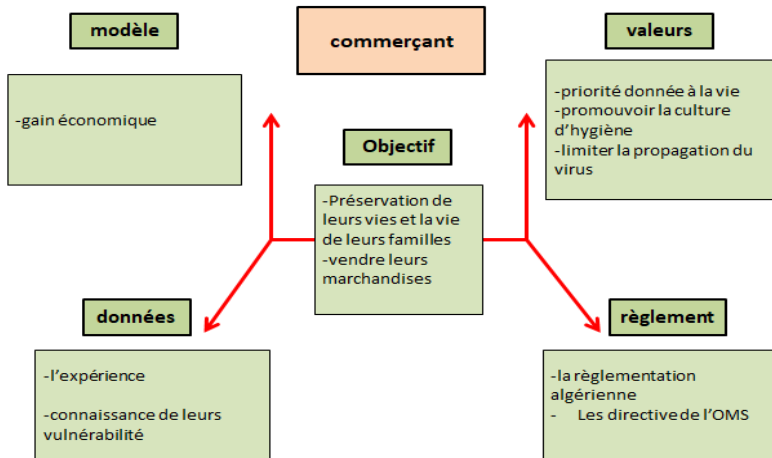 modèle
commerçant
valeurs
-gain économique
-priorité donnée à la vie
-promouvoir la culture
d'hygiène
-limiter la propagation du
virus
Objectif
-Préservation de
leurs vies et la vie
de leurs familles
-vendre leurs
marchandises
données
règlement
-l'expérience
-connaissance de leurs
vulnérabilité
-la règlementation
algérienne
- Les directive de l'OMS